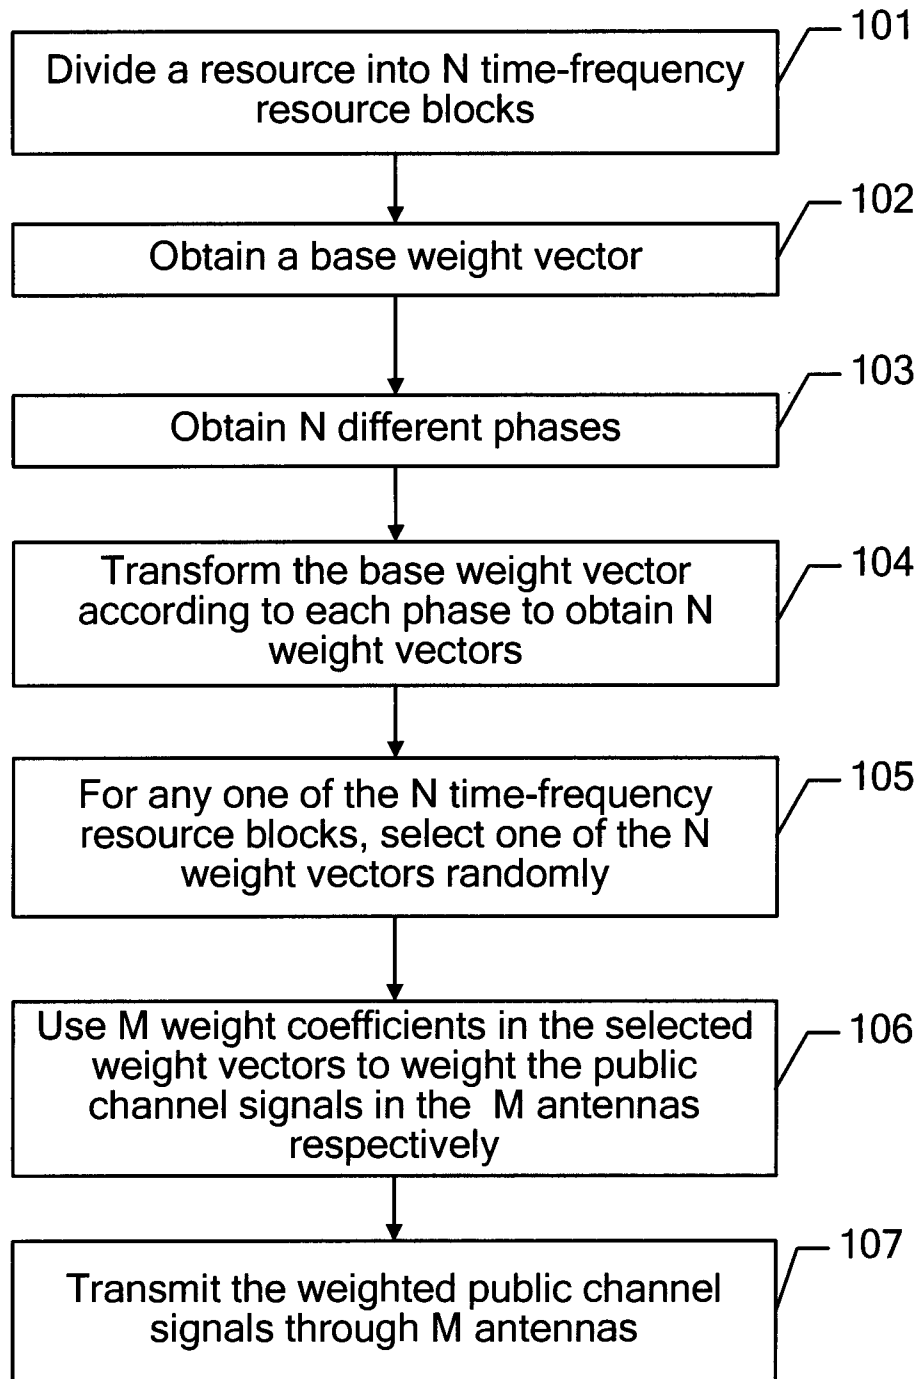 101
Divide a resource into N time-frequency
resource blocks
102
Obtain a base weight vector
103
Obtain N different phases
104
Transform the base weight vector
according to each phase to obtain N
weight vectors
105
For any one of the N time-frequency
resource blocks, select one of the N
weight vectors randomly
106
Use M weight coefficients in the selected
weight vectors to weight the public
channel signals in the M antennas
respectively
107
Transmit the weighted public channel
signals through M antennas